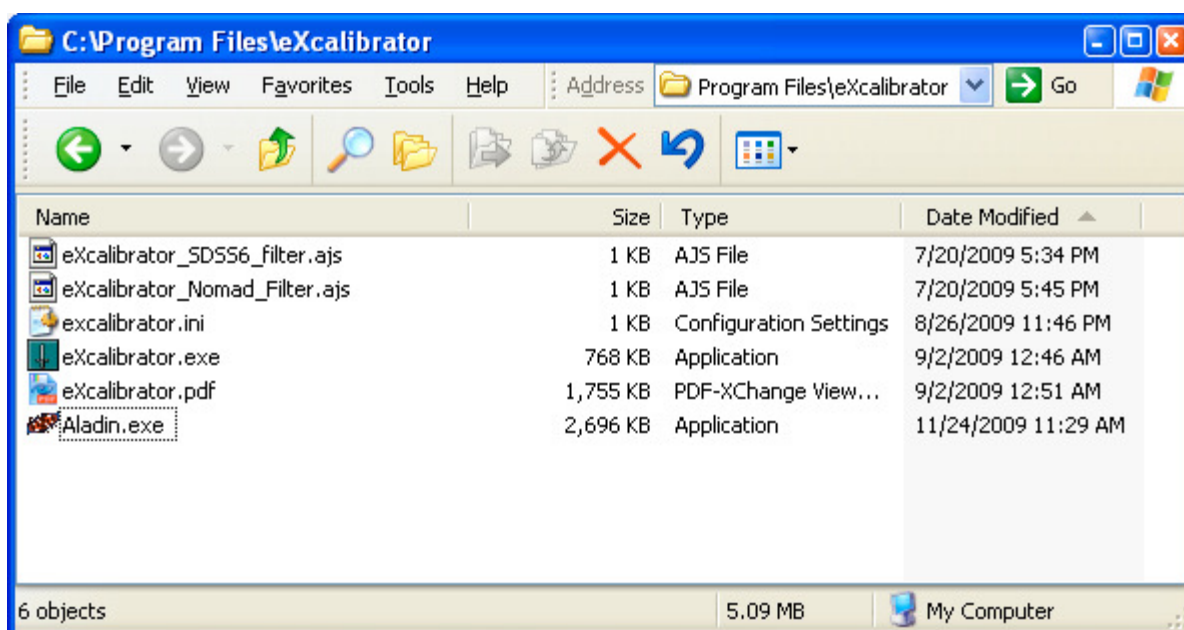 C:\Program Files\eXcalibrator
File Edit View Favorites Tools Help Address Program Files\eXcalibrator Go
Name Size Type Date Modified
eXcalibrator_SDSS6_filter.ajs 1 KB AJS File 7/20/2009 5:34 PM
eXcalibrator_Nomad_Filter.ajs 1 KB AJS File 7/20/2009 5:45 PM
excalibrator.ini 1 KB Configuration Settings 8/26/2009 11:46 PM
eXcalibrator.exe 768 KB Application 9/2/2009 12:46 AM
eXcalibrator.pdf 1,755 KB PDF-XChange View... 9/2/2009 12:51 AM
Aladin.exe 2,696 KB Application 11/24/2009 11:29 AM
6 objects 5.09 MB My Computer